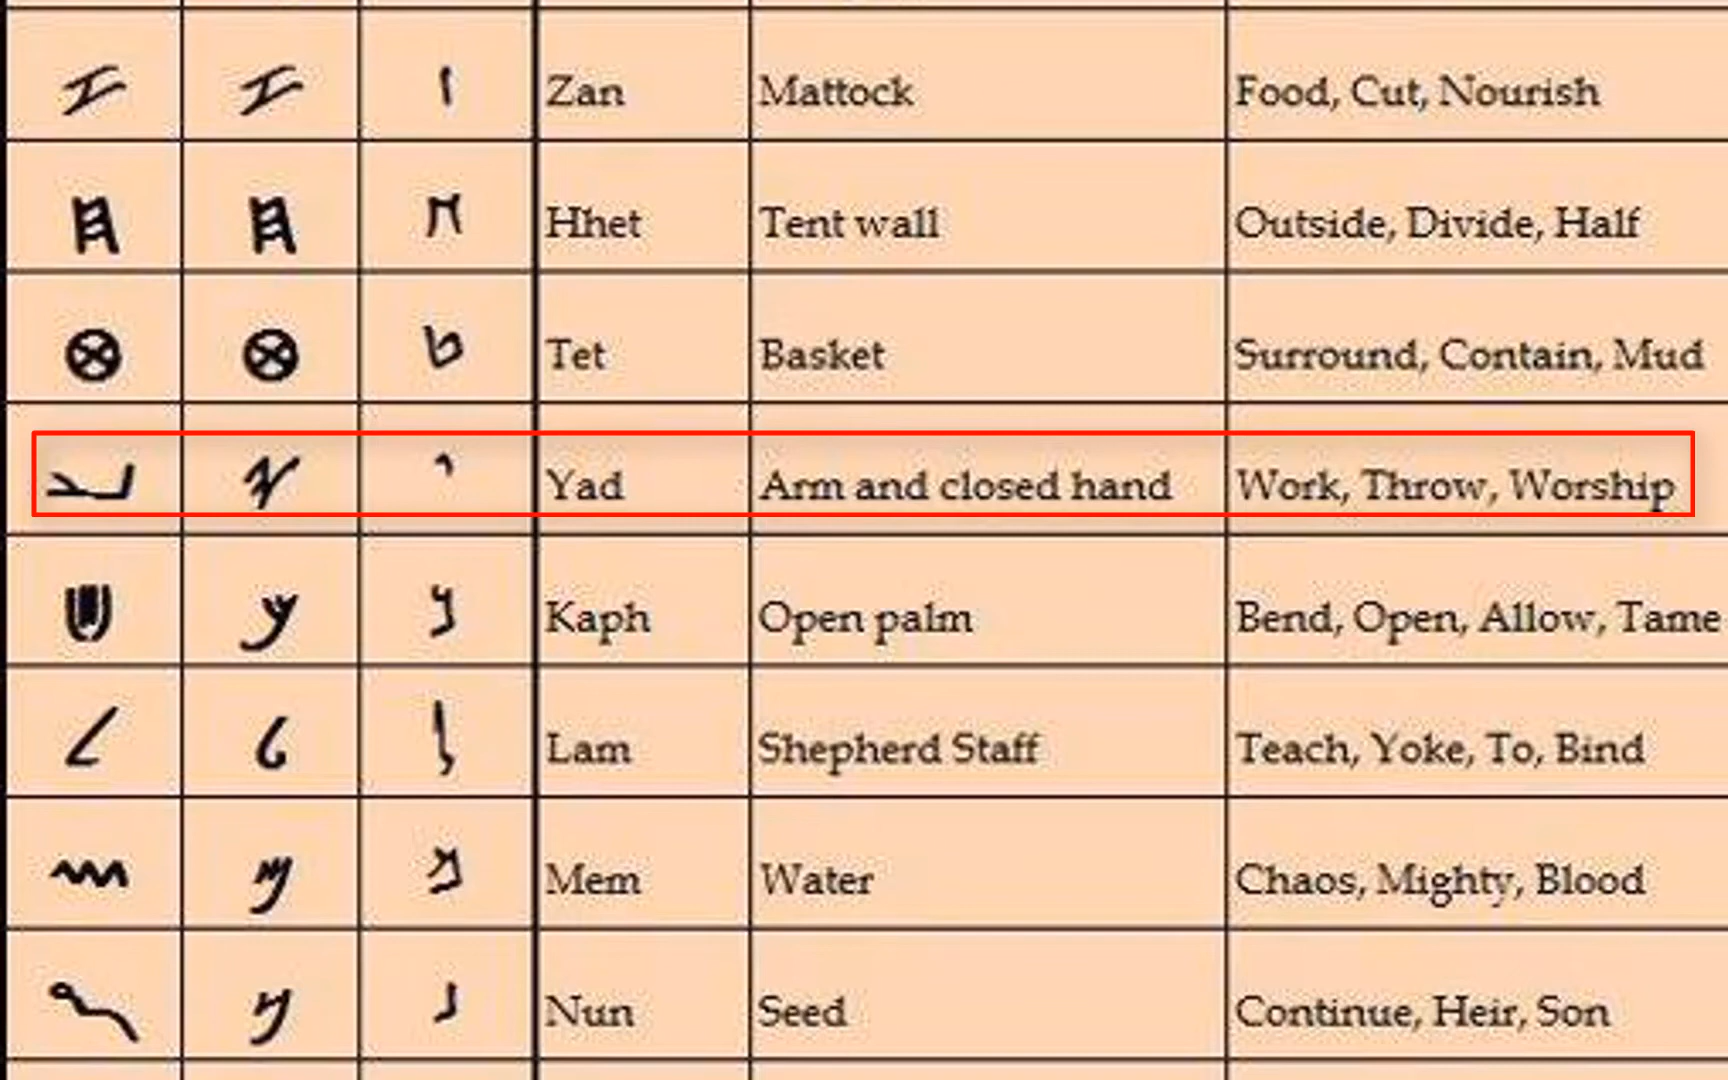 Zan Mattock Food, Cut, Nourish
Hhet Tent wall Outside, Divide, Half
Tet Basket Surround, Contain, Mud
Yad Arm and closed hand Work, Throw, Worship
Kaph Open palm Bend, Open, Allow, Tame
Lam Shepherd Staff Teach, Yoke, To, Bind
Mem Water Chaos, Mighty, Blood
Nun Seed Continue, Heir, Son